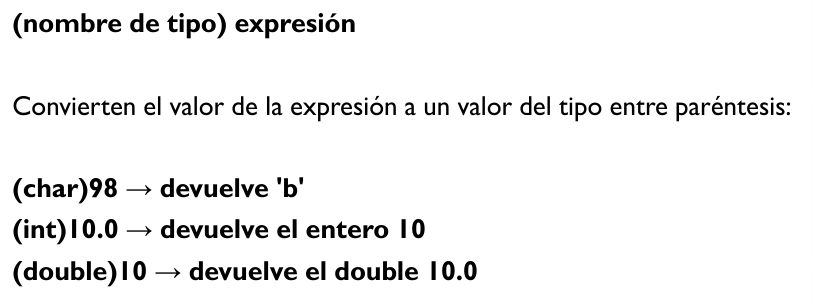 (nombre de tipo) expresión
Convierten el valor de la expresión a un valor del tipo entre paréntesis:
(char)98 → devuelve 'b'
(int)10.0 → devuelve el entero 10
(double)10 → devuelve el double 10.0